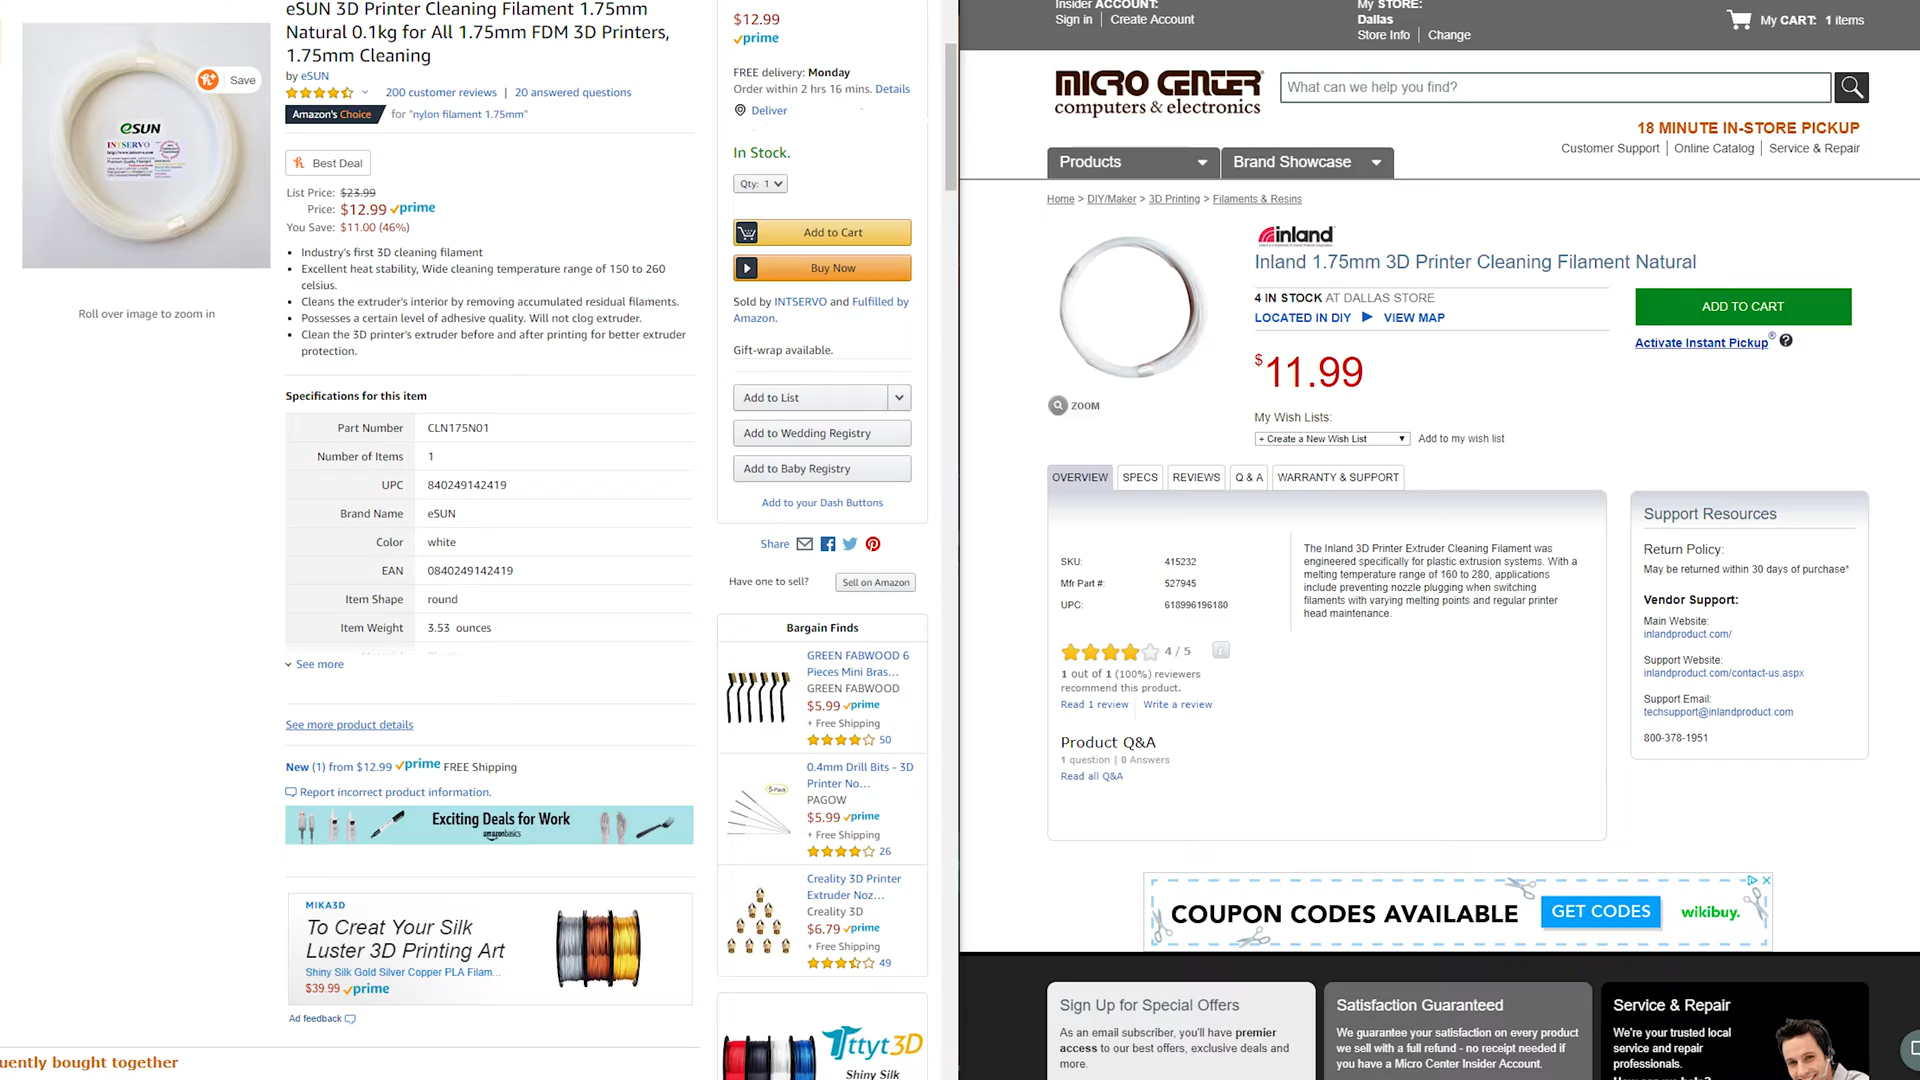 eSUN 3D Printer Cleaning Filament 1.75mm
Natural 0.1kg for All 1.75mm FDM 3D Printers,
1.75mm Cleaning
by eSUN
200 customer reviews | 20 answered questions
Amazon's Choice for "nylon filament 1.75mm"
Save
eSUN
INTSERVO
Roll over image to zoom in
Best Deal
List Price: $23.99
Price: $12.99 prime
You Save: $11.00 (46%)
Industry's first 3D cleaning filament
Excellent heat stability, Wide cleaning temperature range of 150 to 260
celsius.
Cleans the extruder's interior by removing accumulated residual filaments.
Possesses a certain level of adhesive quality. Will not clog extruder.
Clean the 3D printer's extruder before and after printing for better extruder
protection.
Specifications for this item
Part Number CLN175N01
Number of Items 1
UPC 840249142419
Brand Name eSUN
Color white
EAN 0840249142419
Item Shape round
Item Weight 3.53 ounces
See more
See more product details
New (1) from $12.99 prime FREE Shipping
Report incorrect product information.
Exciting Deals for Work
amazonbasics
MIKA3D
To Creat Your Silk
Luster 3D Printing Art
Shiny Silk Gold Silver Copper PLA Filam...
$39.99 prime
Ad feedback
uently bought together
$12.99
prime
FREE delivery: Monday
Order within 2 hrs 16 mins. Details
Deliver
In Stock.
Qty: 1
Add to Cart
Buy Now
Sold by INTSERVO and Fulfilled by
Amazon.
Gift-wrap available.
Add to List
Add to Wedding Registry
Add to Baby Registry
Add to your Dash Buttons
Share
Have one to sell? Sell on Amazon
Bargain Finds
GREEN FABWOOD 6
Pieces Mini Bras...
GREEN FABWOOD
$5.99 prime
+ Free Shipping
50
0.4mm Drill Bits - 3D
Printer No...
PAGOW
$5.99 prime
+ Free Shipping
26
5-Pack
Creality 3D Printer
Extruder Noz...
Creality 3D
$6.79 prime
+ Free Shipping
49
Tttyt3D
Shiny Silk
Insider ACCOUNT:
Sign in | Create Account
My STORE:
Dallas
Store Info | Change
My CART: 1 items
MICRO CENTER
computers & electronics
What can we help you find?
18 MINUTE IN-STORE PICKUP
Customer Support | Online Catalog | Service & Repair
Products
Brand Showcase
Home > DIY/Maker > 3D Printing > Filaments & Resins
inland
Inland 1.75mm 3D Printer Cleaning Filament Natural
4 IN STOCK AT DALLAS STORE
LOCATED IN DIY VIEW MAP
ADD TO CART
Activate Instant Pickup®
$11.99
ZOOM
My Wish Lists:
+ Create a New Wish List Add to my wish list
OVERVIEW SPECS REVIEWS Q & A WARRANTY & SUPPORT
SKU: 415232
Mfr Part#: 527945
UPC: 618996196180
The Inland 3D Printer Extruder Cleaning Filament was
engineered specifically for plastic extrusion systems. With a
melting temperature range of 160 to 280, applications
include preventing nozzle plugging when switching
filaments with varying melting points and regular printer
head maintenance.
4 / 5
1 out of 1 (100%) reviewers
recommend this product.
Read 1 review | Write a review
Product Q&A
1 question | 0 Answers
Read all Q&A
Support Resources
Return Policy:
May be returned within 30 days of purchase*
Vendor Support:
Main Website:
inlandproduct.com/
Support Website:
inlandproduct.com/contact-us.aspx
Support Email:
techsupport@inlandproduct.com
800-378-1951
COUPON CODES AVAILABLE
GET CODES
wikibuy.
Sign Up for Special Offers
As an email subscriber, you'll have premier
access to our best offers, exclusive deals and
more.
Satisfaction Guaranteed
We guarantee your satisfaction on every product
we sell with a full refund - no receipt needed if
you have a Micro Center Insider Account.
Service & Repair
We're your trusted local
service and repair
professionals.